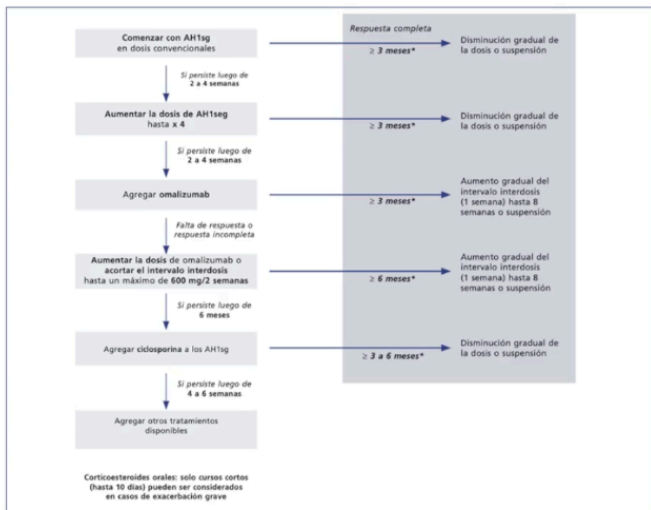 Comenzar con AH1sg
en dosis convencionales
Respuesta completa
≥ 3 meses*
Disminución gradual de
la dosis o suspensión
Si persiste luego de
2 a 4 semanas
Aumentar la dosis de AH1seg
hasta x 4
≥ 3 meses*
Disminución gradual de
la dosis o suspensión
Si persiste luego de
2 a 4 semanas
Agregar omalizumab
≥ 3 meses*
Aumento gradual del
intervalo interdosis
(1 semana) hasta 8
semanas o suspensión
Falta de respuesta o
respuesta incompleta
Aumentar la dosis de omalizumab o
acortar el intervalo interdosis
hasta un máximo de 600 mg/2 semanas
≥ 6 meses*
Aumento gradual del
intervalo interdosis
(1 semana) hasta 8
semanas o suspensión
Si persiste luego de
6 meses
Agregar ciclosporina a los AH1sg
≥ 3 a 6 meses*
Disminución gradual de
la dosis o suspensión
Si persiste luego de
4 a 6 semanas
Agregar otros tratamientos
disponibles
Corticoesteroides orales: solo cursos cortos
(hasta 10 días) pueden ser considerados
en casos de exacerbación grave